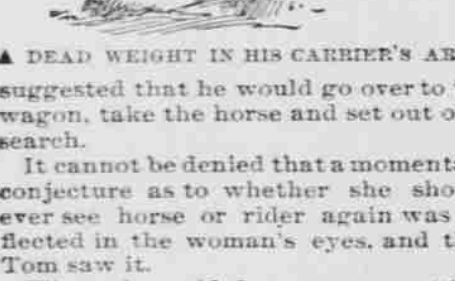 A DEAD WEIGHT IN HIS CARRIER'S
suggested that he would go over to
wagon, take the horse and set out
search.
It cannot be denied that a
conjecture as to whether she
ever see horse or rider again was
flected in the woman's eyes, and
Tom saw it.